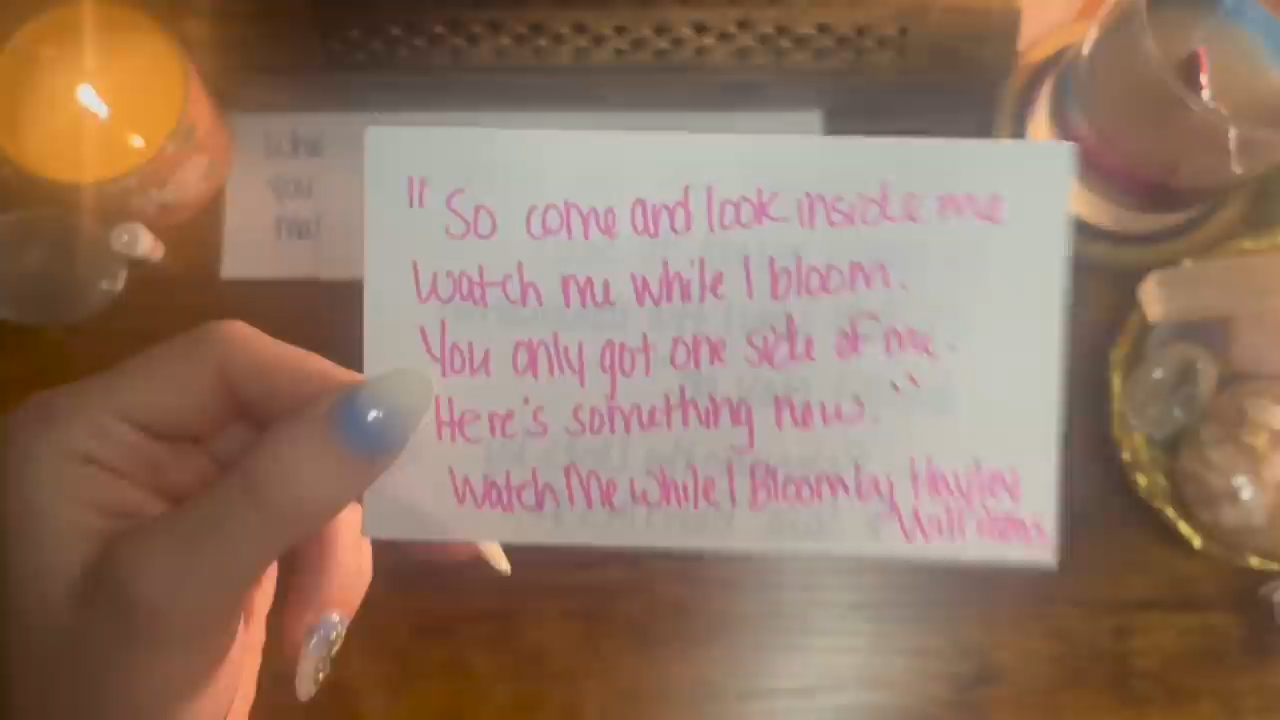 "So come and look inside me
Watch me while I bloom.
You only got one side of me.
Here's something new."
Watch Me While I Bloom by Hayley
Williams